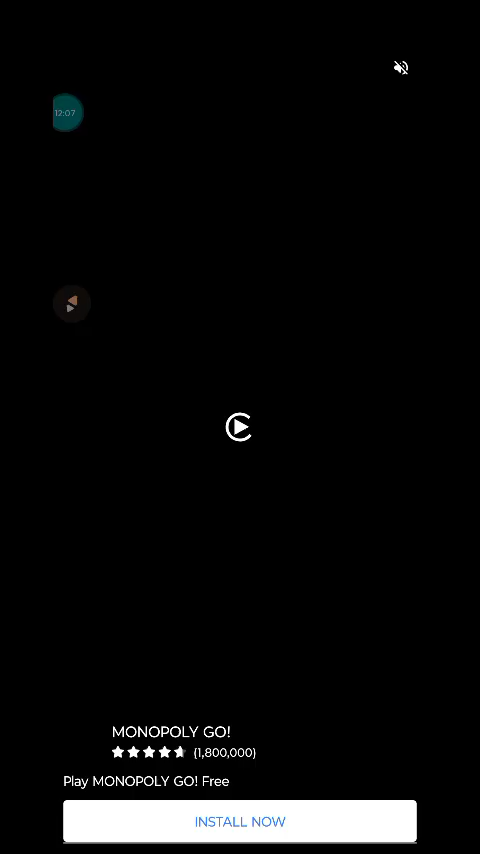 12:07
MONOPOLY GO!
(1,800,000)
Play MONOPOLY GO! Free
INSTALL NOW